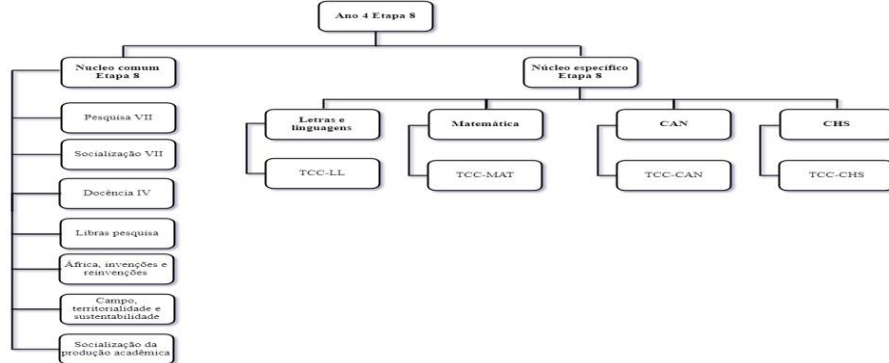 Ano 4 Etapa 8
Nucleo comum
Etapa 8
Núcleo específico
Etapa 8
Pesquisa VII
Socialização VII
Docência IV
Libras pesquisa
África, invenções e
reinvenções
Campo,
territorialidade e
sustentabilidade
Socialização da
produção acadêmica
Letras e
linguagens
TCC-LL
Matemática
TCC-MAT
CAN
TCC-CAN
CHS
TCC-CHS